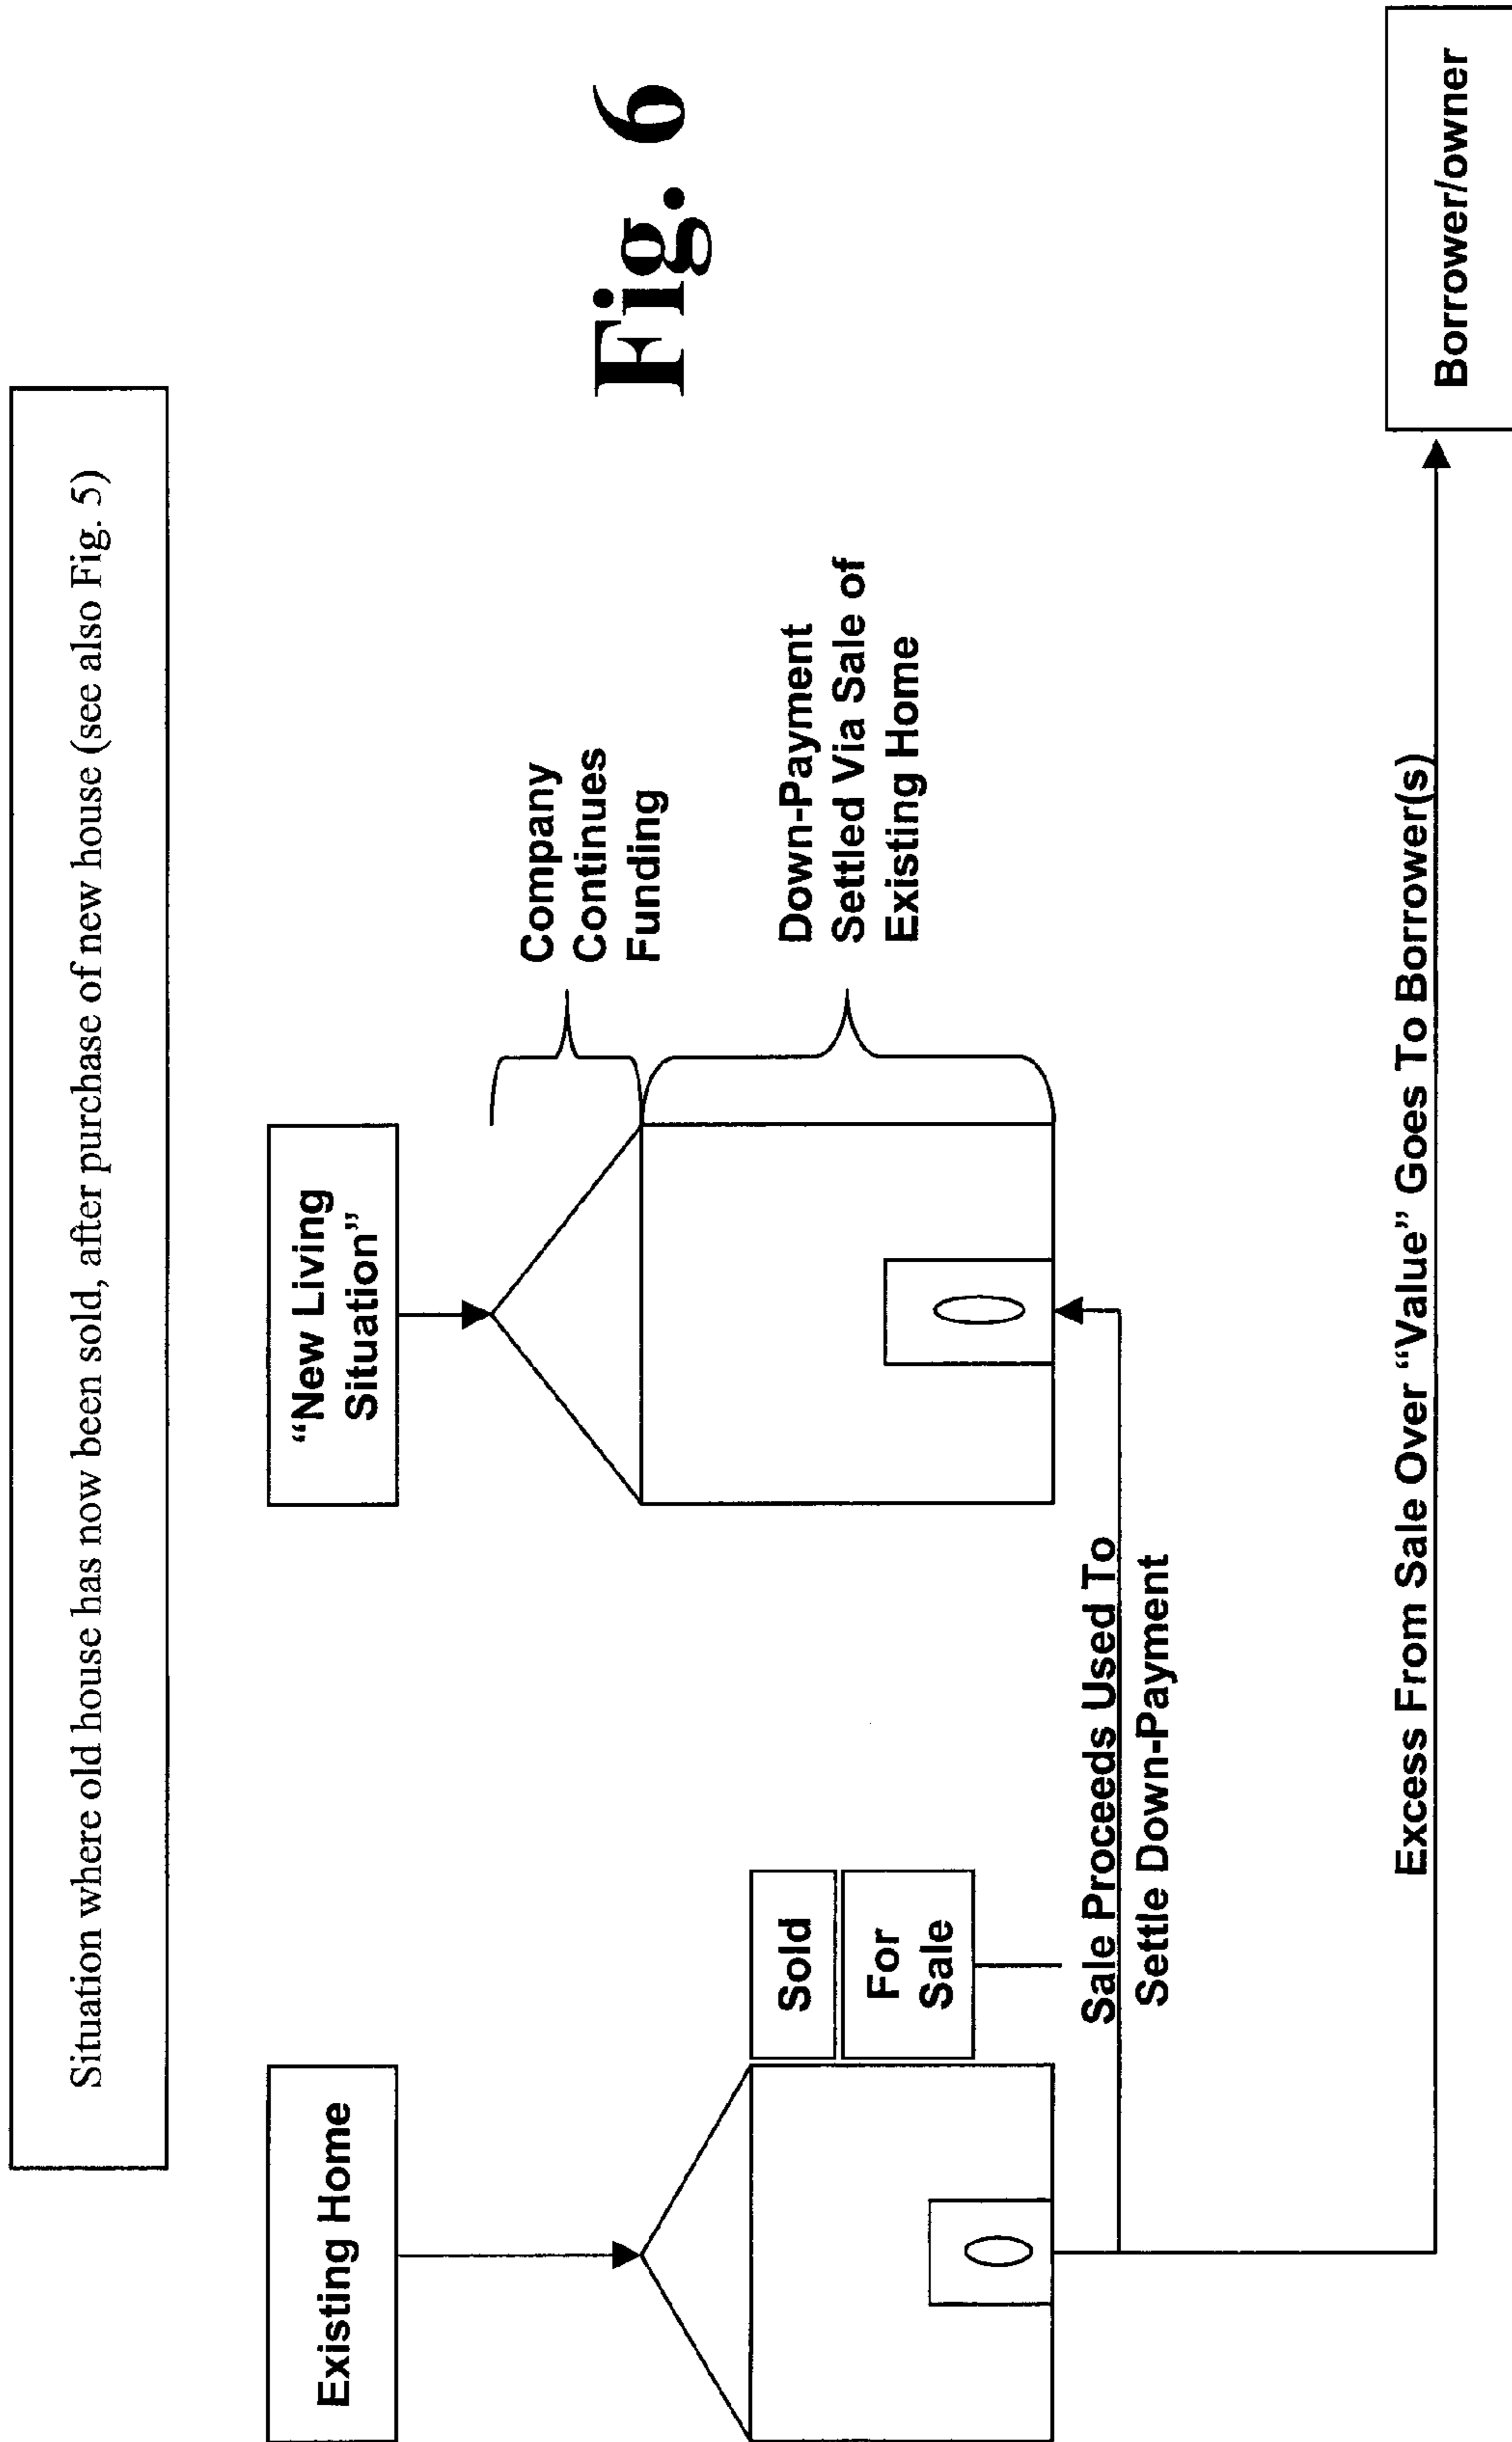 Situation where old house has now been sold, after purchase of new house (see also Fig. 5)
Existing Home
“New Living
Situation”
Company
Continues
Funding
Sold
For
Sale
Down-Payment
Settled Via Sale of
Existing Home
Fig. 6
Sale Proceeds Used To
Settle Down-Payment
Excess From Sale Over “Value” Goes To Borrower(s)
Borrower/owner